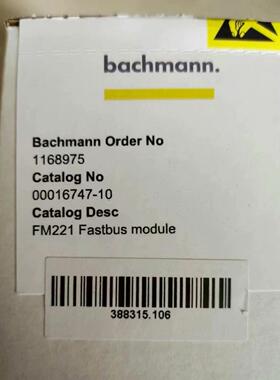 bachmann.
Bachmann Order No
1168975
Catalog No
00016747-10
Catalog Desc
FM221 Fastbus module
388315.106